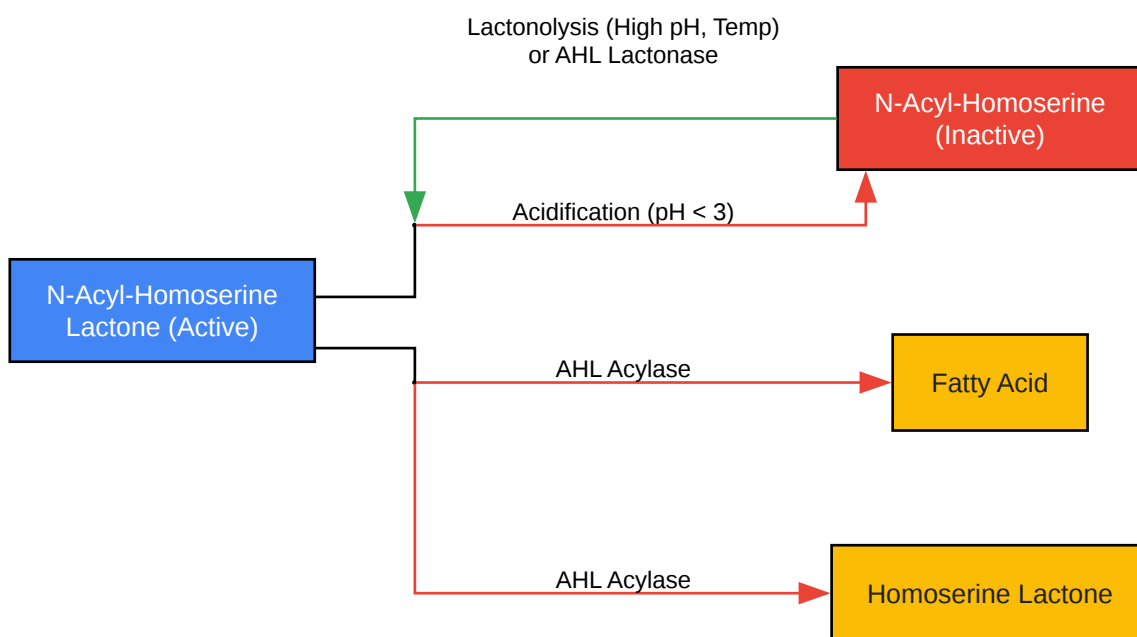 Lactonolysis (High pH, Temp)
or AHL Lactonase
N-Acyl-Homoserine
(Inactive)
Acidification (pH < 3)
N-Acyl-Homoserine
Lactone (Active)
AHL Acylase
Fatty Acid
AHL Acylase
Homoserine Lactone